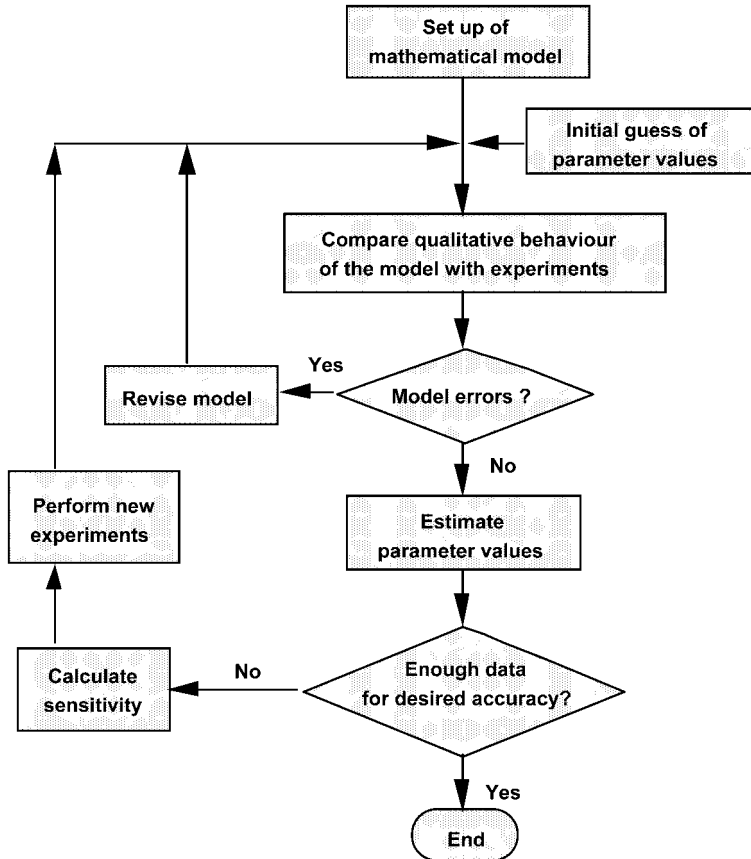 Set up of
mathematical model
Initial guess of
parameter values
Compare qualitative behaviour
of the model with experiments
Yes
Revise model
Model errors ?
No
Perform new
experiments
Estimate
parameter values
Calculate
sensitivity
No
Enough data
for desired accuracy?
Yes
End